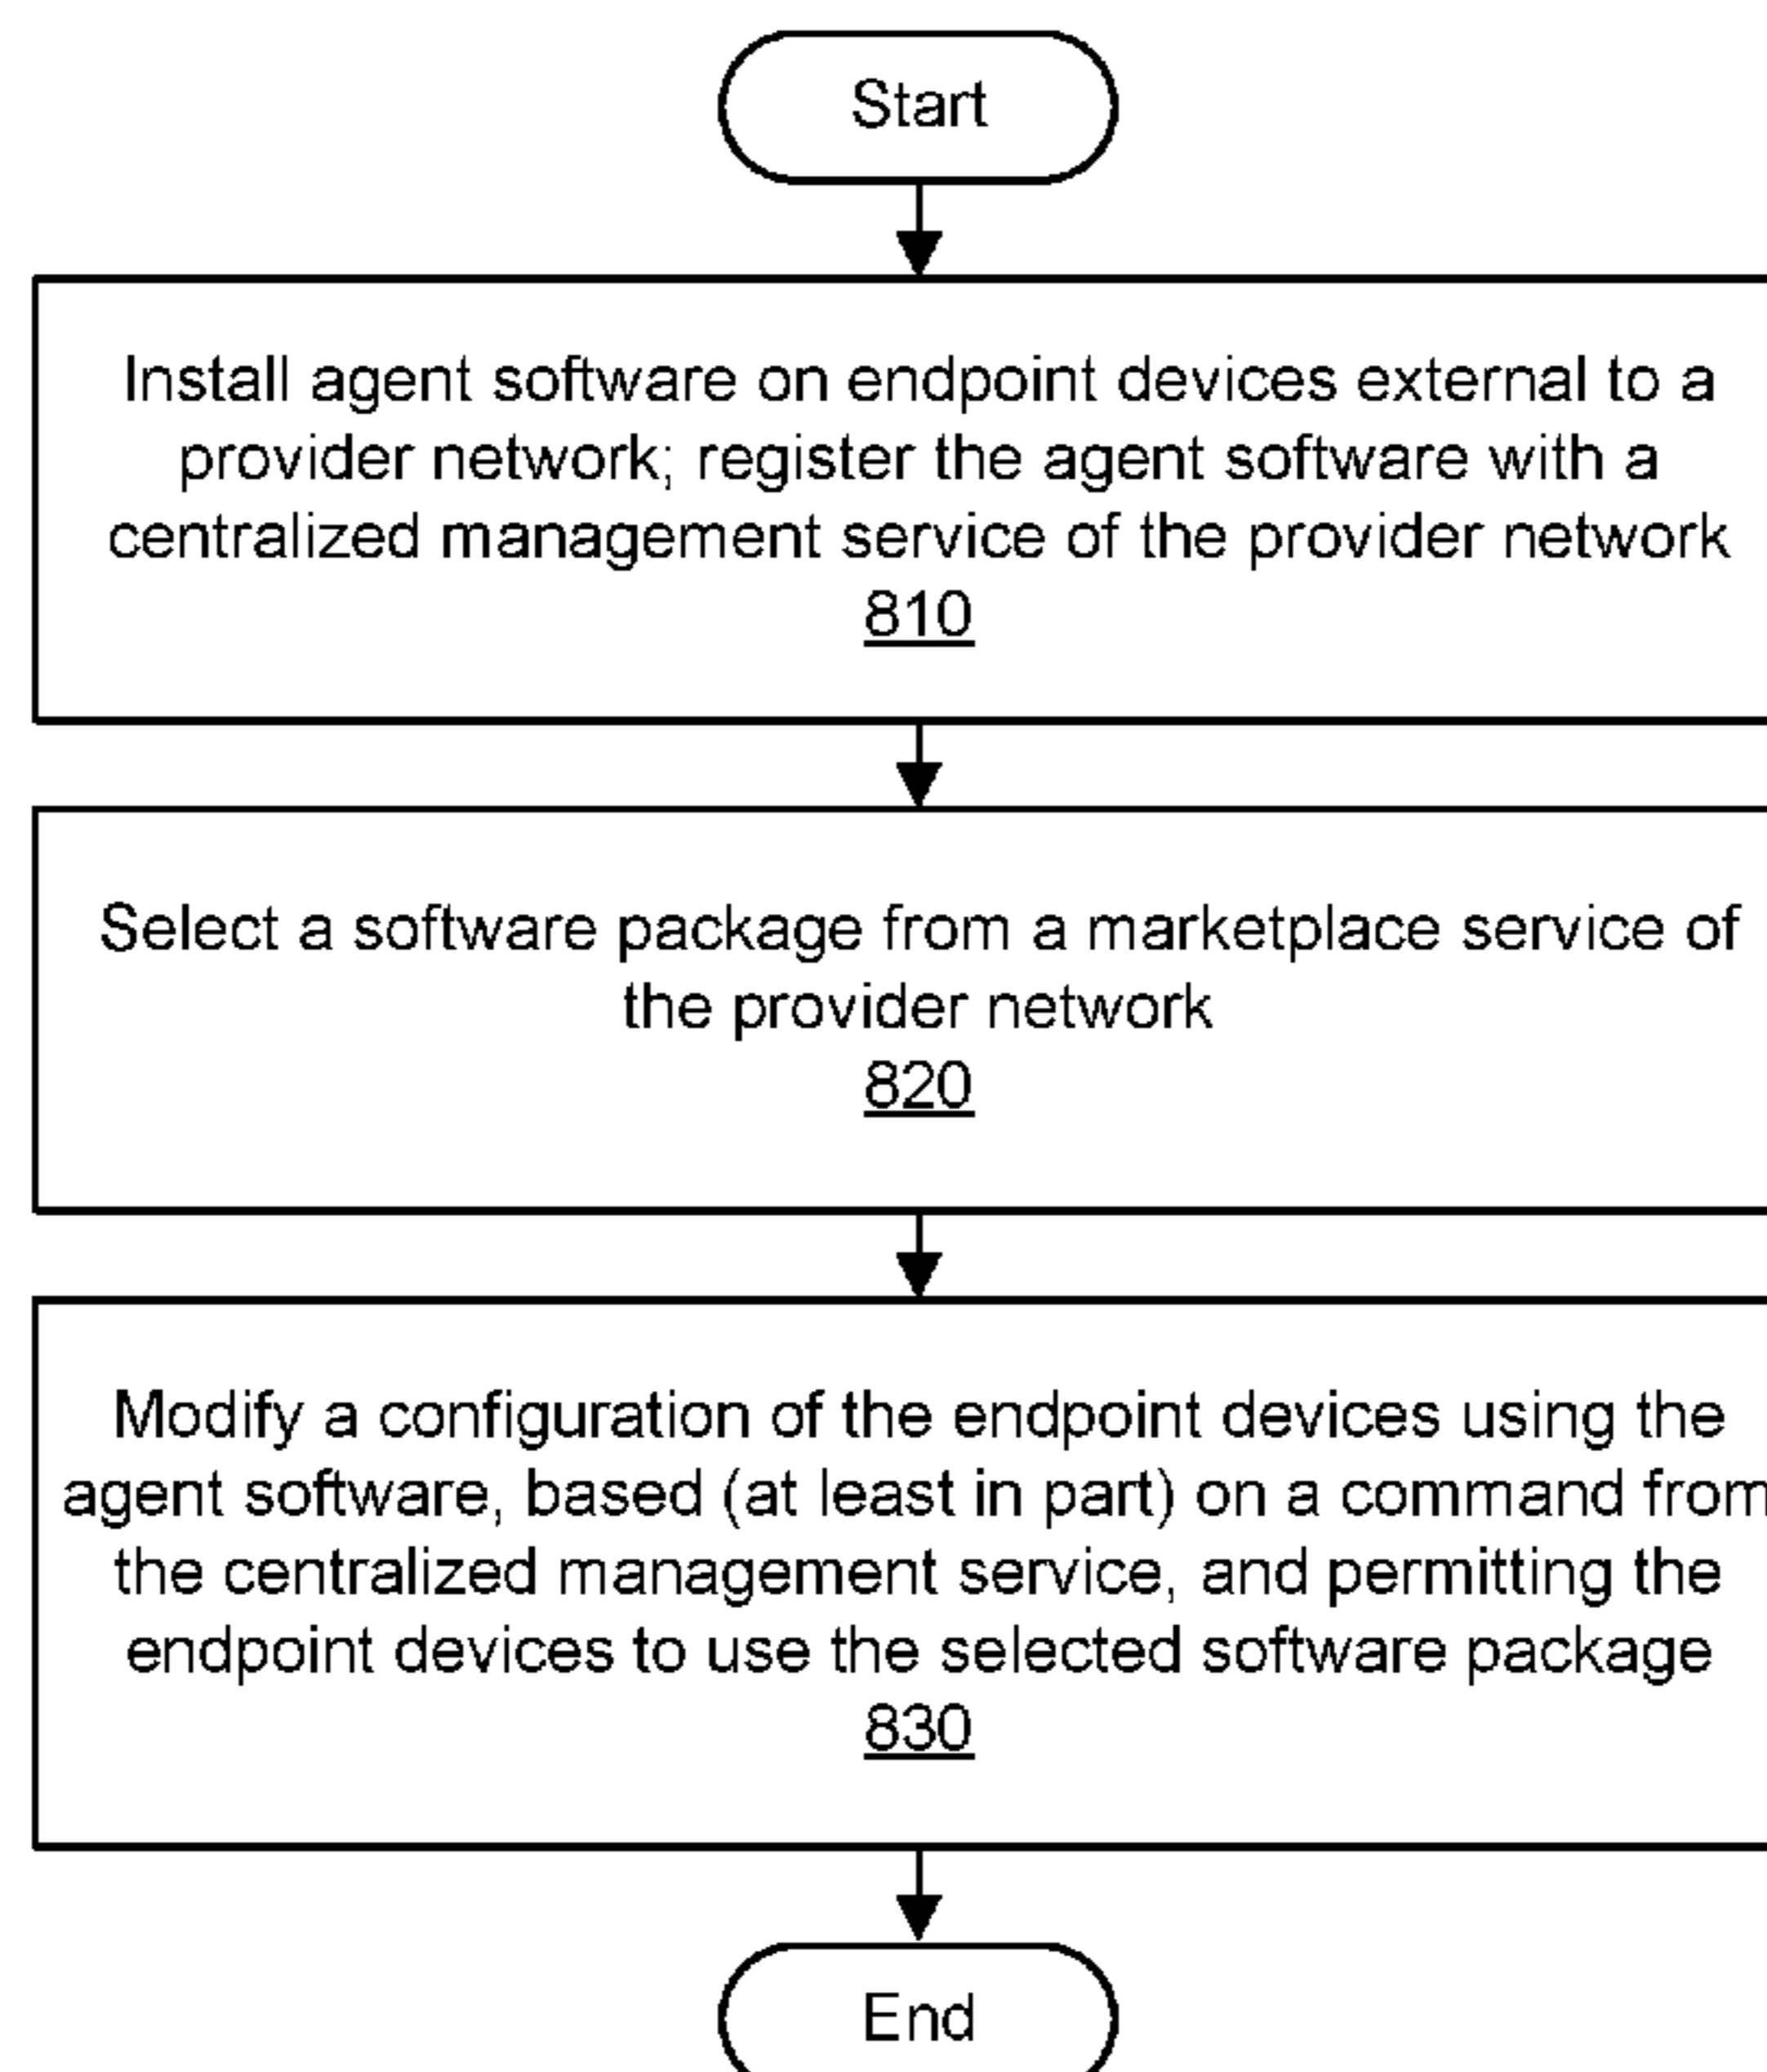 Start
Install agent software on endpoint devices external to a
provider network; register the agent software with a
centralized management service of the provider network
810
Select a software package from a marketplace service of
the provider network
820
Modify a configuration of the endpoint devices using the
agent software, based (at least in part) on a command from
the centralized management service, and permitting the
endpoint devices to use the selected software package
830
End